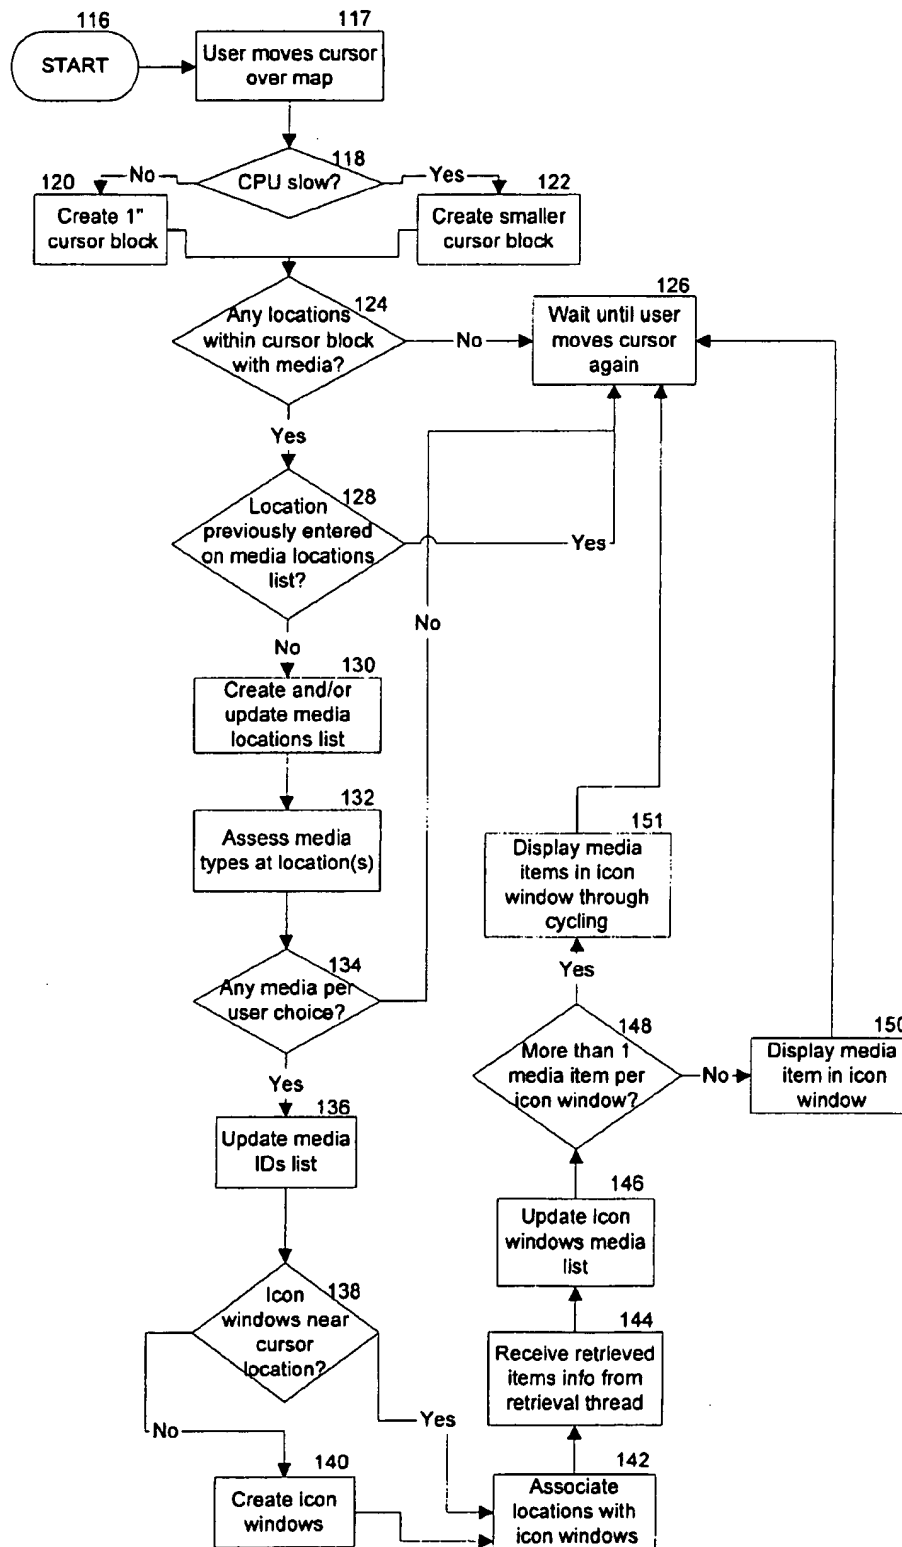 116
START
117
User moves cursor
over map
118
CPU slow?
No
Yes
120
Create 1"
cursor block
122
Create smaller
cursor block
124
Any locations
within cursor block
with media?
No
126
Wait until user
moves cursor
again
Yes
128
Location
previously entered
on media locations
list?
Yes
No
No
130
Create and/or
update media
locations list
132
Assess media
types at location(s)
151
Display media
items in icon
window through
cycling
134
Any media per
user choice?
Yes
Yes
148
More than 1
media item per
icon window?
No
150
Display media
item in icon
window
136
Update media
IDs list
146
Update icon
windows media
list
138
Icon
windows near
cursor
location?
144
Receive retrieved
items info from
retrieval thread
No
Yes
140
Create icon
windows
142
Associate
locations with
icon windows